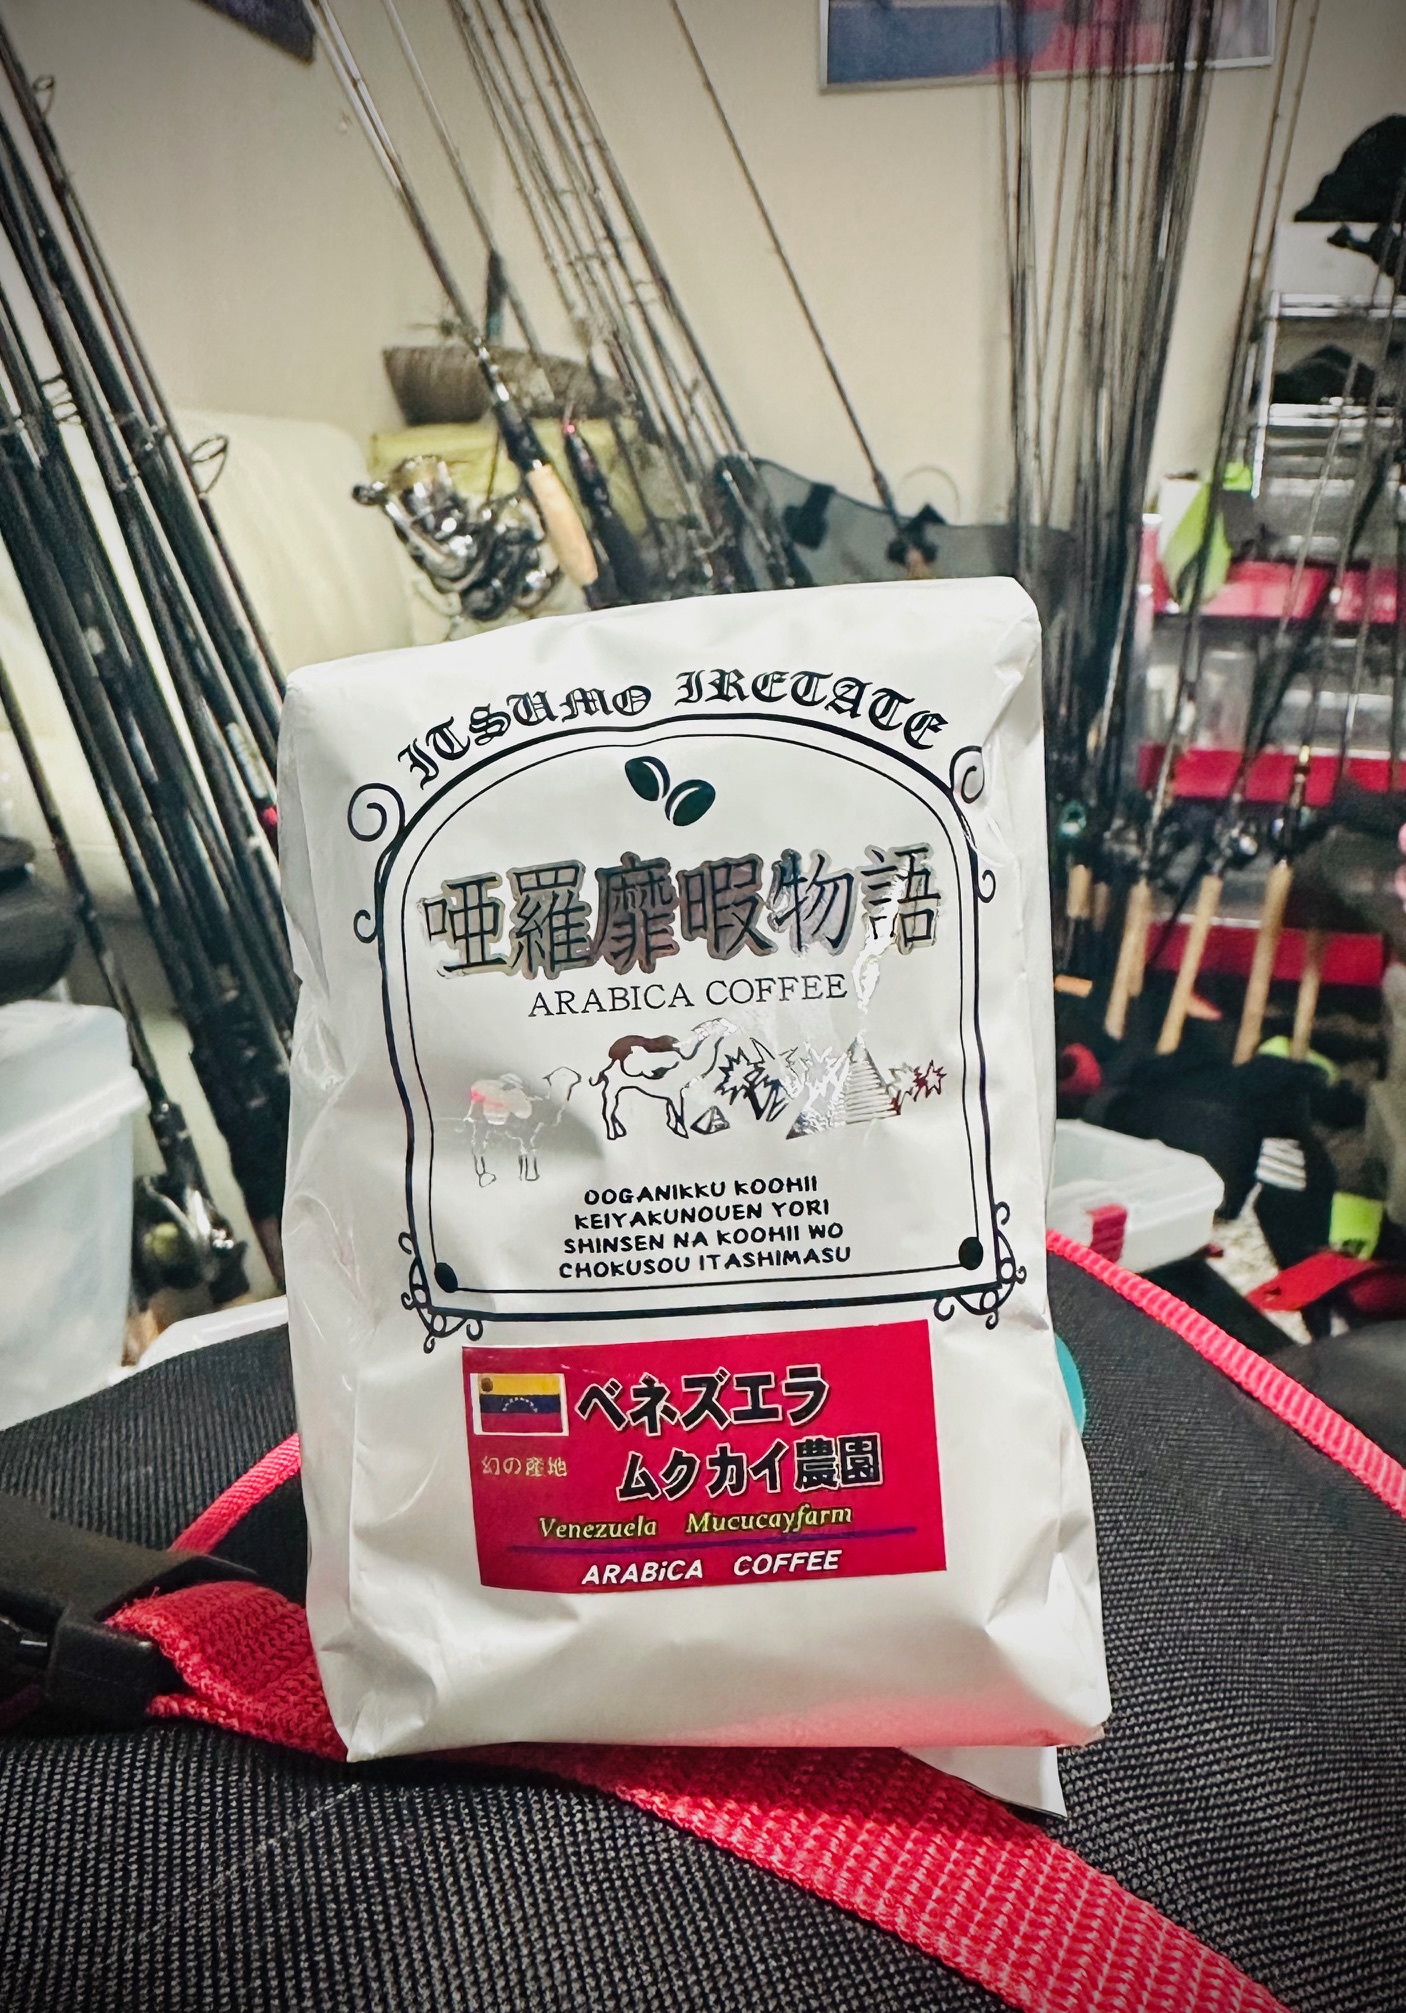 ITSUMO IRETATE
唖羅靡暇物語
ARABICA COFFEE
OOGANIKKU KOOHII
KEIYAKUNOUEN YORI
SHINSEN NA KOOHII WO
CHOKUSOU ITASHIMASU
ベネズエラ
幻の産地
ムクカイ農園
Venezuela Mucucayfarm
ARABiCA COFFEE